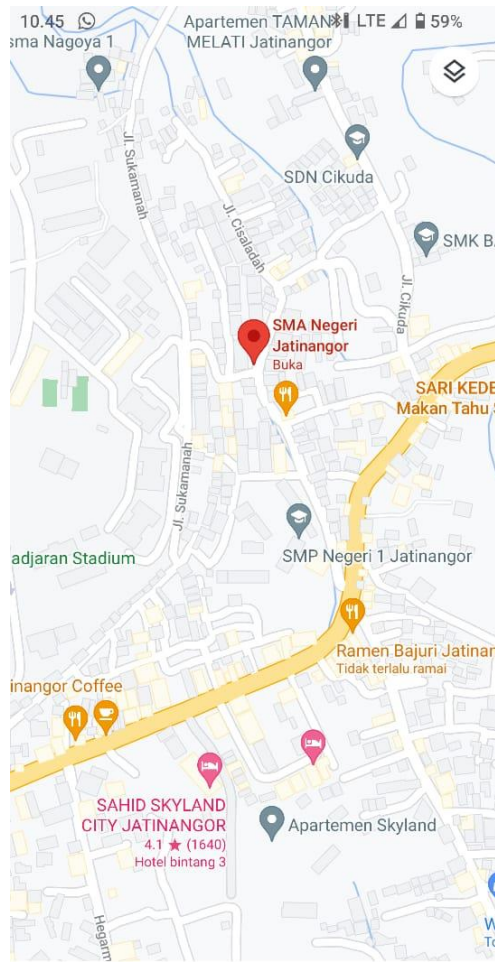 10.45
LTE
59%
Apartemen TAMAN
MELATI Jatinangor
sma Nagoya 1
SDN Cikuda
Jl. Sukamanah
Jl. Cisaladah
SMK B
Jl. Cikuda
SMA Negeri
Jatinangor
Buka
SARI KEDE
Makan Tahu
Jl. Sukamanah
adjaran Stadium
SMP Negeri 1 Jatinangor
Ramen Bajuri Jatinan
Tidak terlalu ramai
inangor Coffee
SAHID SKYLAND
CITY JATINANGOR
4.1 ★ (1640)
Hotel bintang 3
Apartemen Skyland
Hegarm
W
To